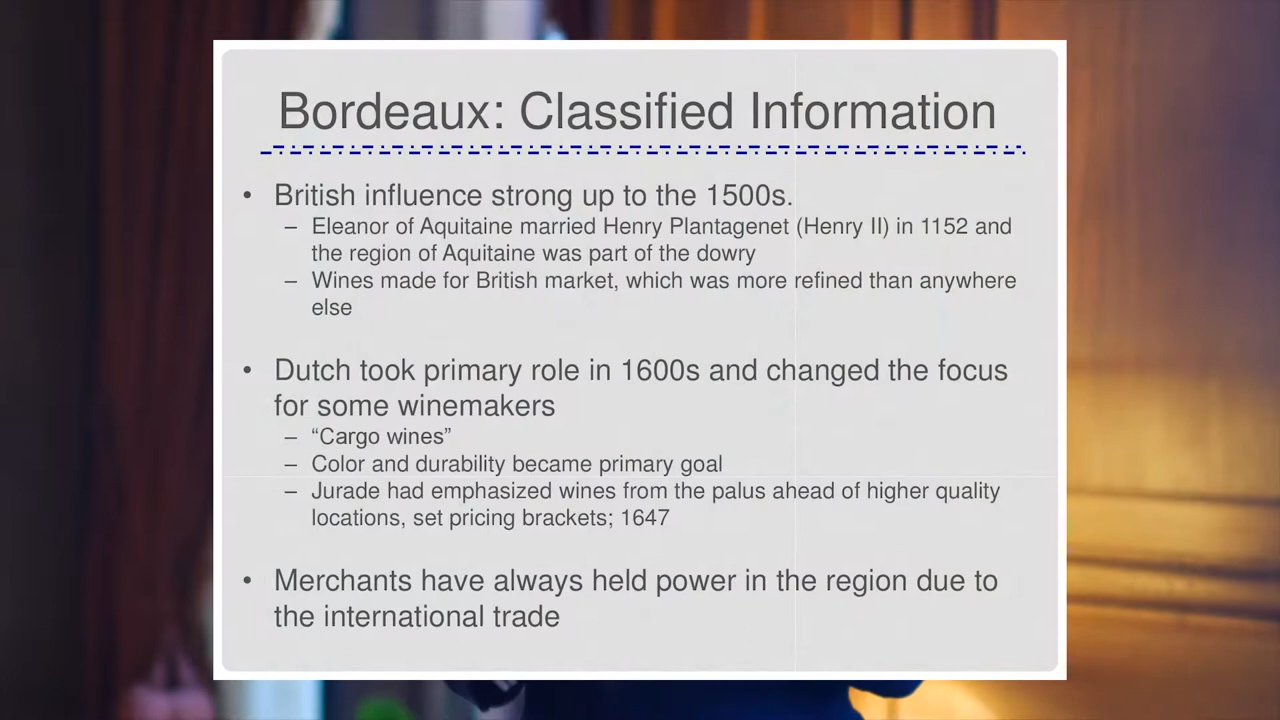 Bordeaux: Classified Information
• British influence strong up to the 1500s.
– Eleanor of Aquitaine married Henry Plantagenet (Henry II) in 1152 and
the region of Aquitaine was part of the dowry
– Wines made for British market, which was more refined than anywhere
else
• Dutch took primary role in 1600s and changed the focus
for some winemakers
– “Cargo wines”
– Color and durability became primary goal
– Jurade had emphasized wines from the palus ahead of higher quality
locations, set pricing brackets; 1647
• Merchants have always held power in the region due to
the international trade